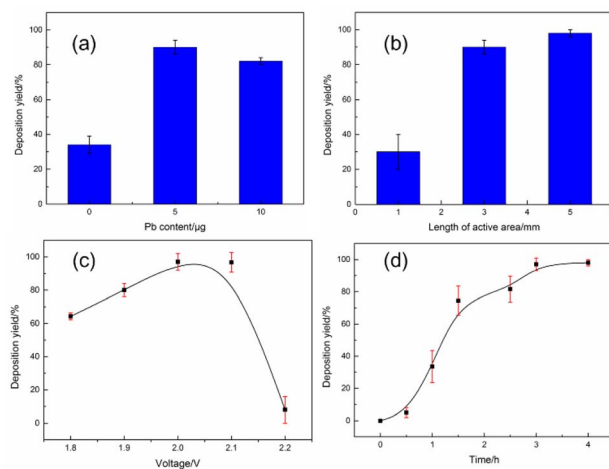 (a)
Deposition yield/%
100
80
60
40
20
0
0 5 10
Pb content/μg
(b)
Deposition yield/%
100
80
60
40
20
0
0 1 2 3 4 5
Length of active area/mm
(c)
Deposition yield/%
100
80
60
40
20
0
1.8 1.9 2.0 2.1 2.2
Voltage/V
(d)
Deposition yield/%
100
80
60
40
20
0
0 1 2 3 4
Time/h